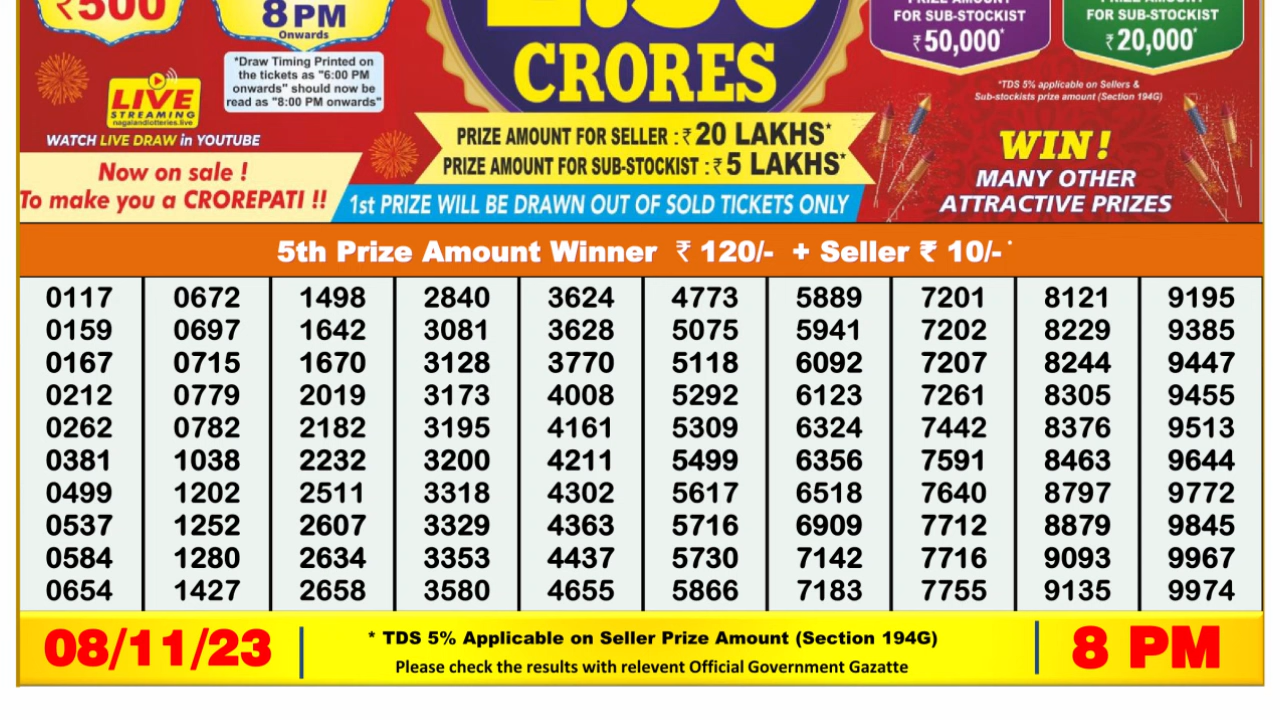 ₹500
8 PM
Onwards
*Draw Timing Printed on
the tickets as "6:00 PM
onwards" should now be
read as "8:00 PM onwards"
LIVE
STREAMING
nagalandlotteries.live
WATCH LIVE DRAW in YOUTUBE
Now on sale !
To make you a CROREPATI !!
CRORES
PRIZE AMOUNT FOR SELLER : ₹ 20 LAKHS*
PRIZE AMOUNT FOR SUB-STOCKIST : ₹ 5 LAKHS*
1st PRIZE WILL BE DRAWN OUT OF SOLD TICKETS ONLY
PRIZE AMOUNT
FOR SUB-STOCKIST
₹ 50,000*
PRIZE AMOUNT
FOR SUB-STOCKIST
₹ 20,000*
*TDS 5% applicable on Sellers &
Sub-stockists prize amount (Section 194G)
WIN !
MANY OTHER
ATTRACTIVE PRIZES
5th Prize Amount Winner ₹ 120/- + Seller ₹ 10/-*
0117 0672 1498 2840 3624 4773 5889 7201 8121 9195
0159 0697 1642 3081 3628 5075 5941 7202 8229 9385
0167 0715 1670 3128 3770 5118 6092 7207 8244 9447
0212 0779 2019 3173 4008 5292 6123 7261 8305 9455
0262 0782 2182 3195 4161 5309 6324 7442 8376 9513
0381 1038 2232 3200 4211 5499 6356 7591 8463 9644
0499 1202 2511 3318 4302 5617 6518 7640 8797 9772
0537 1252 2607 3329 4363 5716 6909 7712 8879 9845
0584 1280 2634 3353 4437 5730 7142 7716 9093 9967
0654 1427 2658 3580 4655 5866 7183 7755 9135 9974
08/11/23
* TDS 5% Applicable on Seller Prize Amount (Section 194G)
Please check the results with relevent Official Government Gazatte
8 PM